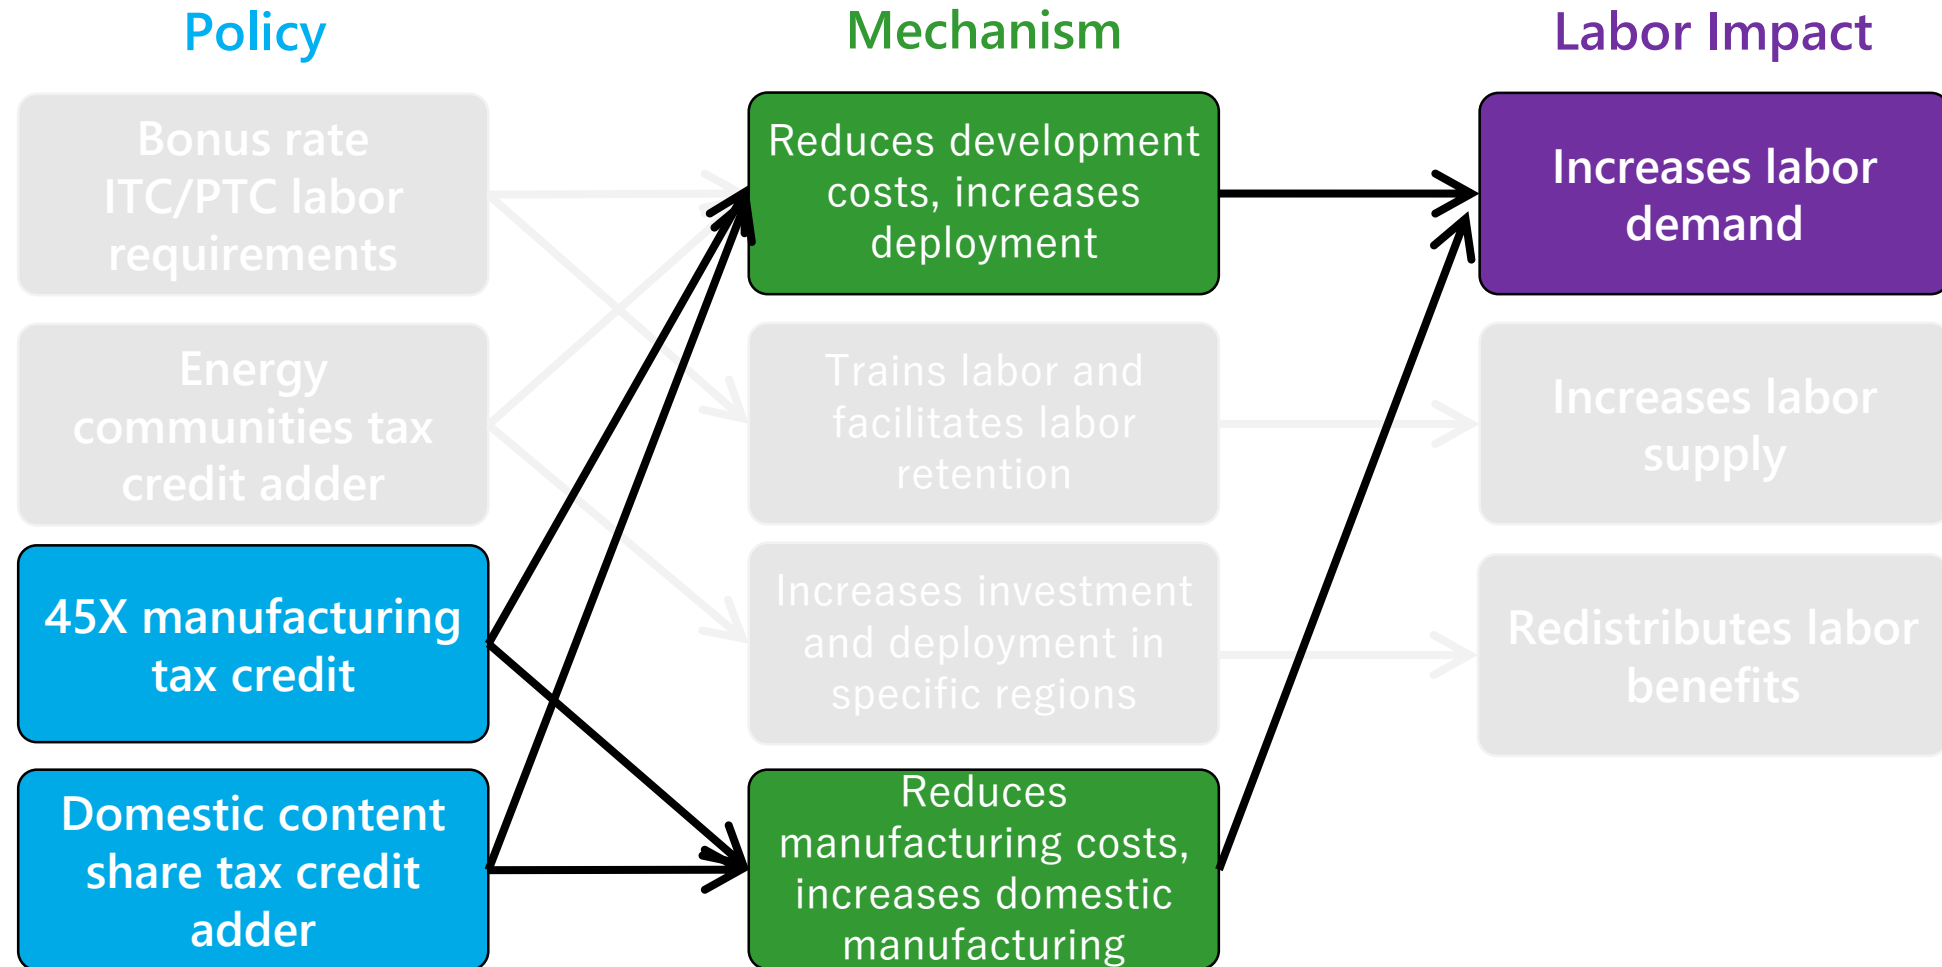 Policy
Mechanism
Labor Impact
Bonus rate
ITC/PTC labor
requirements
Reduces development
costs, increases
deployment
Increases labor
demand
Energy
communities tax
credit adder
Trains labor and
facilitates labor
retention
Increases labor
supply
45X manufacturing
tax credit
Increases investment
and deployment in
specific regions
Redistributes labor
benefits
Domestic content
share tax credit
adder
Reduces
manufacturing costs,
increases domestic
manufacturing